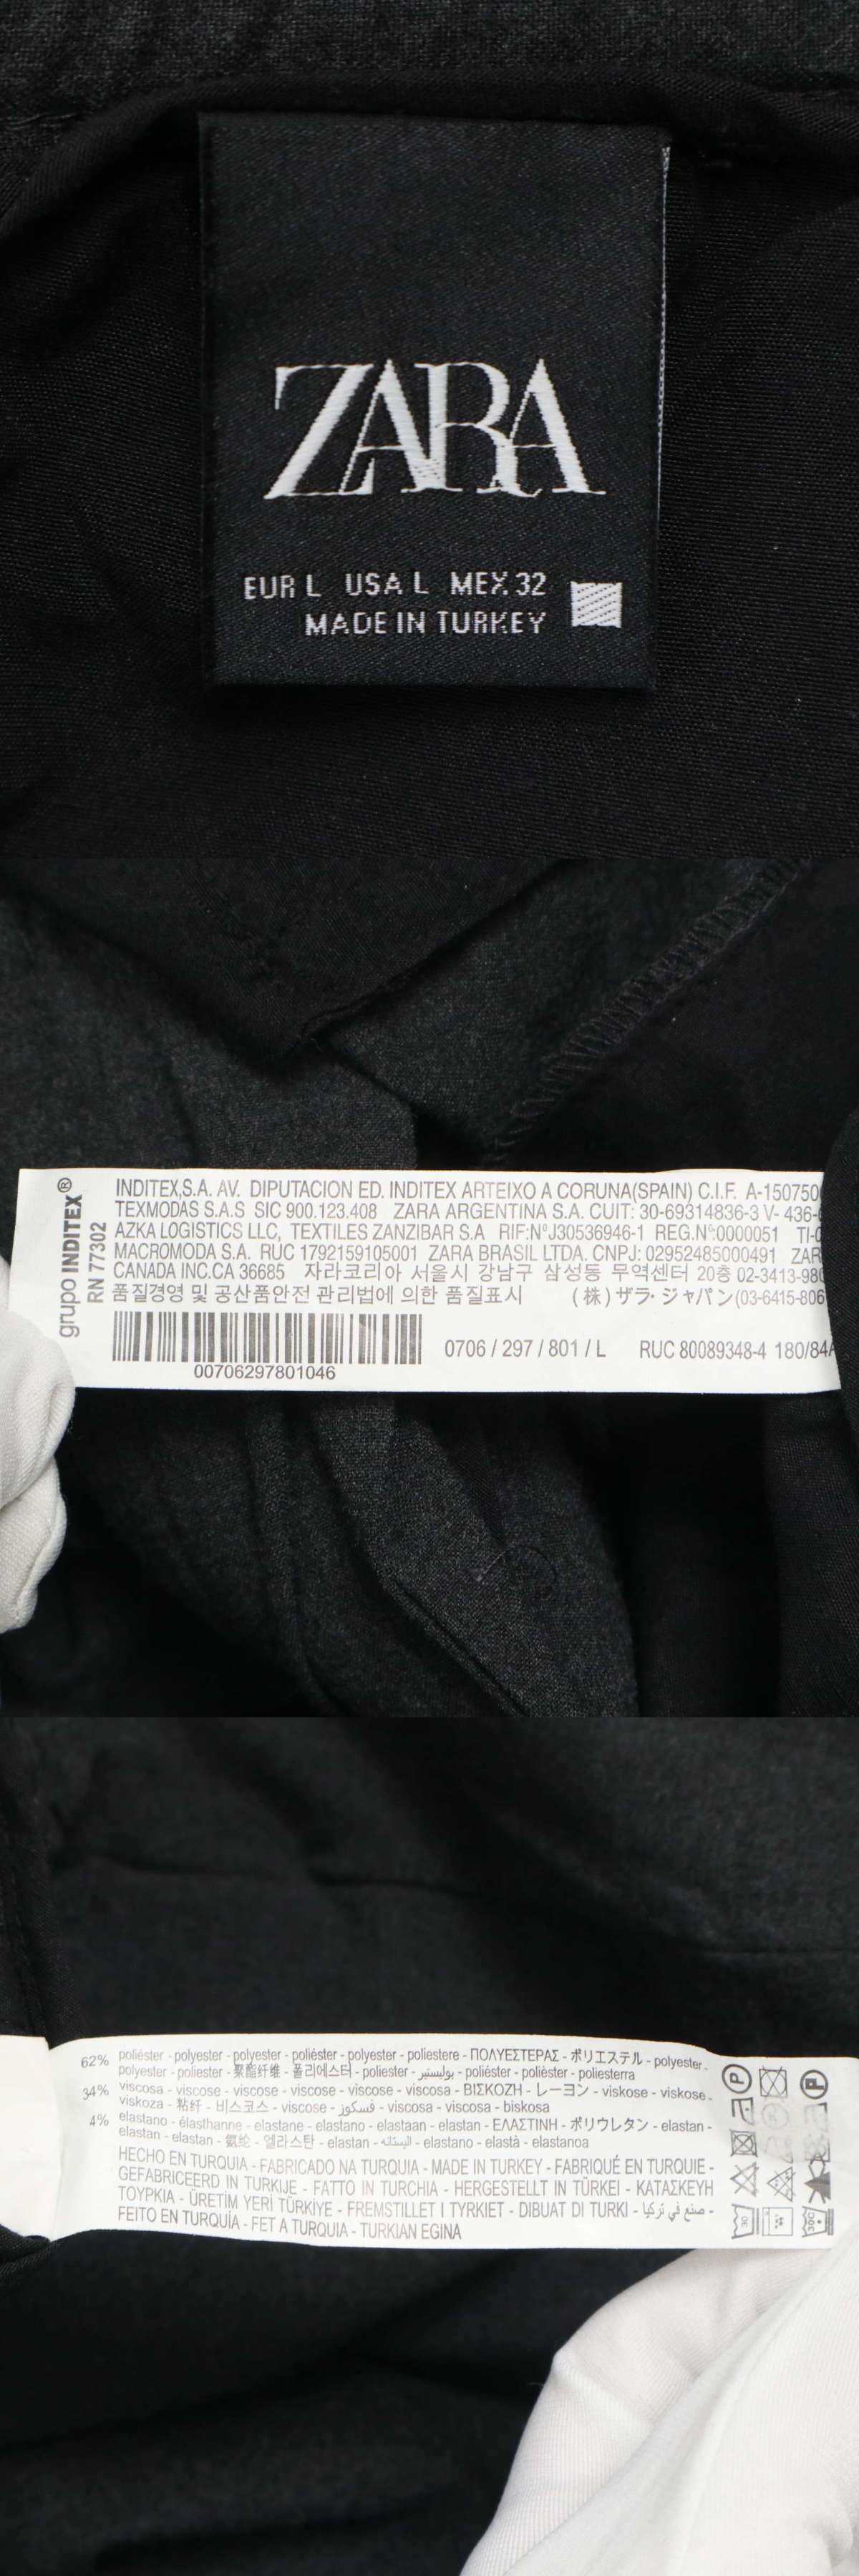 ZARA
EUR L USA L MEX 32
MADE IN TURKEY
grupo INDITEX®
RN 77302
INDITEX,S.A. AV. DIPUTACION ED. INDITEX ARTEIXO A CORUNA(SPAIN) C.I.F. A-150750
TEXMODAS S.A.S SIC 900.123.408 ZARA ARGENTINA S.A. CUIT: 30-69314836-3 V- 436-
AZKA LOGISTICS LLC, TEXTILES ZANZIBAR S.A RIF:NºJ30536946-1 REG.Nº:0000051 TI-
MACROMODA S.A. RUC 1792159105001 ZARA BRASIL LTDA. CNPJ: 02952485000491 ZAR
CANADA INC.CA 36685 자라코리아 서울시 강남구 삼성동 무역센터 20층 02-3413-98
품질경영 및 공산품안전 관리법에 의한 품질표시 (株)ザラ・ジャパン(03-6415-806
0706 / 297 / 801 / L RUC 80089348-4 180/84A
00706297801046
62% poliéster - polyester - polyester - poliéster - polyester - poliestere - ΠΟΛΥΕΣΤΕΡΑΣ - ポリエステル - polyester -
polyester - poliester - 聚酯纤维 - 폴리에스터 - poliester - بوليستير - poliéster - polièster - poliesterra
34% viscosa - viscose - viscose - viscose - viscose - viscosa - ΒΙΣΚΟΖΗ - レーヨン - viskose - viskose -
viskoza - 粘纤 - 비스코스 - viscose - فسكوز - viscosa - viscosa - biskosa
4% elastano - élasthanne - elastane - elastano - elastaan - elastan - ΕΛΑΣΤΙΝΗ - ポリウレタン - elastan -
elastan - elastan - 氨纶 - 엘라스탄 - elastan - اليستان - elastano - elastà - elastanoa
HECHO EN TURQUIA - FABRICADO NA TURQUIA - MADE IN TURKEY - FABRIQUÉ EN TURQUIE -
GEFABRICEERD IN TURKIJE - FATTO IN TURCHIA - HERGESTELLT IN TÜRKEI - ΚΑΤΑΣΚΕΥΗ
ΤΟΥΡΚΙΑ - ÜRETİM YERİ TÜRKİYE - FREMSTILLET I TYRKIET - DIBUAT DI TURKI - صنع في تركيا -
FEITO EN TURQUÍA - FET A TURQUIA - TURKIAN EGINA